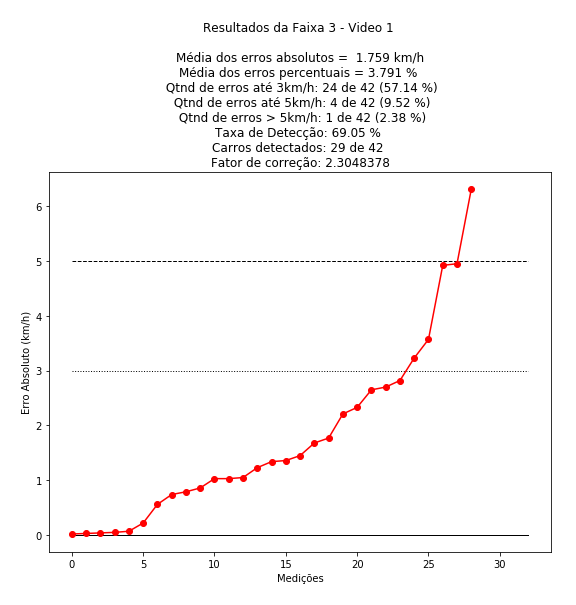 Resultados da Faixa 3 - Video 1
Média dos erros absolutos =  1.759 km/h
Média dos erros percentuais = 3.791 %
Qtnd de erros até 3km/h: 24 de 42 (57.14 %)
Qtnd de erros até 5km/h: 4 de 42 (9.52 %)
Qtnd de erros > 5km/h: 1 de 42 (2.38 %)
Taxa de Detecção: 69.05 %
Carros detectados: 29 de 42
Fator de correção: 2.3048378
6
5
4
3
2
1
0
Erro Absoluto (km/h)
0 5 10 15 20 25 30
Medições